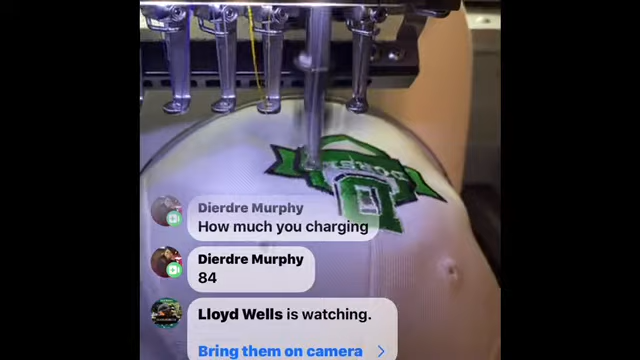 Dierdre Murphy
How much you charging
Dierdre Murphy
84
Lloyd Wells is watching.
Bring them on camera